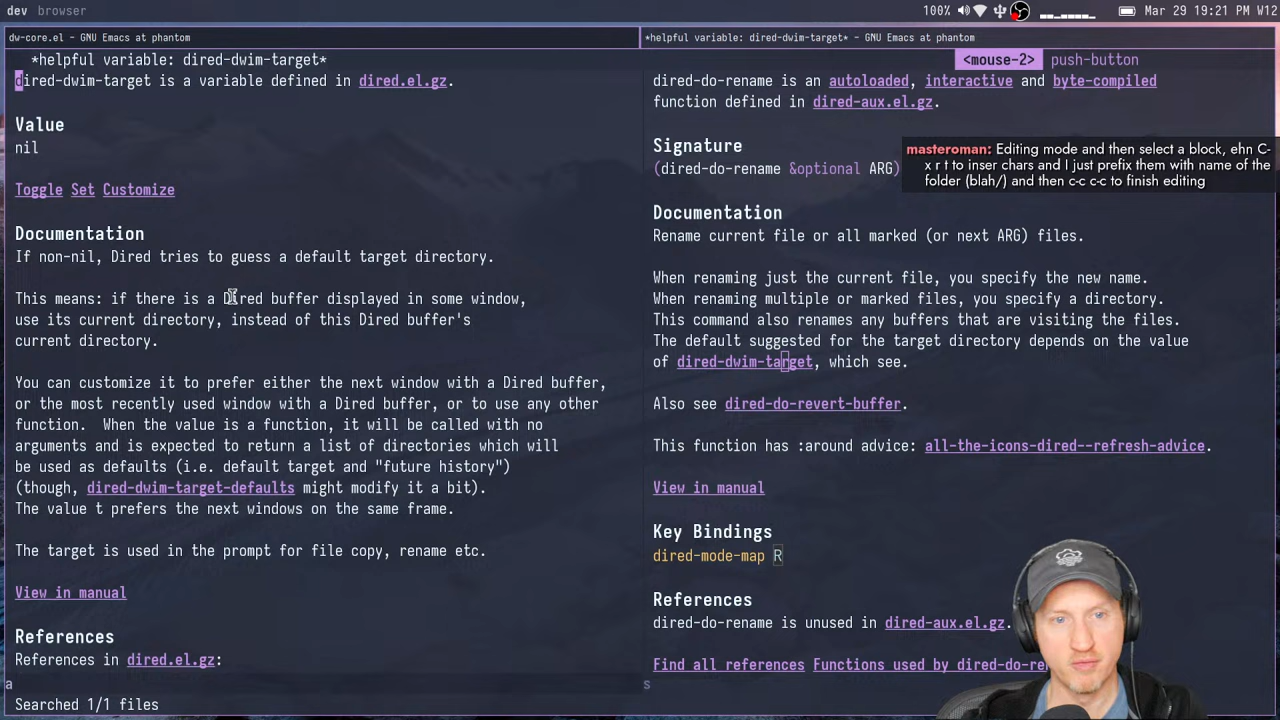 dev browser
100% Mar 29 19:21 PM W12
dw-core.el - GNU Emacs at phantom
*helpful variable: dired-dwim-target* - GNU Emacs at phantom
*helpful variable: dired-dwim-target*
dired-dwim-target is a variable defined in dired.el.gz.
Value
nil
Toggle Set Customize
Documentation
If non-nil, Dired tries to guess a default target directory.
This means: if there is a Dired buffer displayed in some window,
use its current directory, instead of this Dired buffer's
current directory.
You can customize it to prefer either the next window with a Dired buffer,
or the most recently used window with a Dired buffer, or to use any other
function.  When the value is a function, it will be called with no
arguments and is expected to return a list of directories which will
be used as defaults (i.e. default target and "future history")
(though, dired-dwim-target-defaults might modify it a bit).
The value t prefers the next windows on the same frame.
The target is used in the prompt for file copy, rename etc.
View in manual
References
References in dired.el.gz:
a
Searched 1/1 files
<mouse-2> push-button
dired-do-rename is an autoloaded, interactive and byte-compiled
function defined in dired-aux.el.gz.
Signature
(dired-do-rename &optional ARG)
masteroman: Editing mode and then select a block, ehn C-
x r t to inser chars and I just prefix them with name of the
folder (blah/) and then c-c c-c to finish editing
Documentation
Rename current file or all marked (or next ARG) files.
When renaming just the current file, you specify the new name.
When renaming multiple or marked files, you specify a directory.
This command also renames any buffers that are visiting the files.
The default suggested for the target directory depends on the value
of dired-dwim-target, which see.
Also see dired-do-revert-buffer.
This function has :around advice: all-the-icons-dired--refresh-advice.
View in manual
Key Bindings
dired-mode-map R
References
dired-do-rename is unused in dired-aux.el.gz.
Find all references Functions used by dired-do-re
s